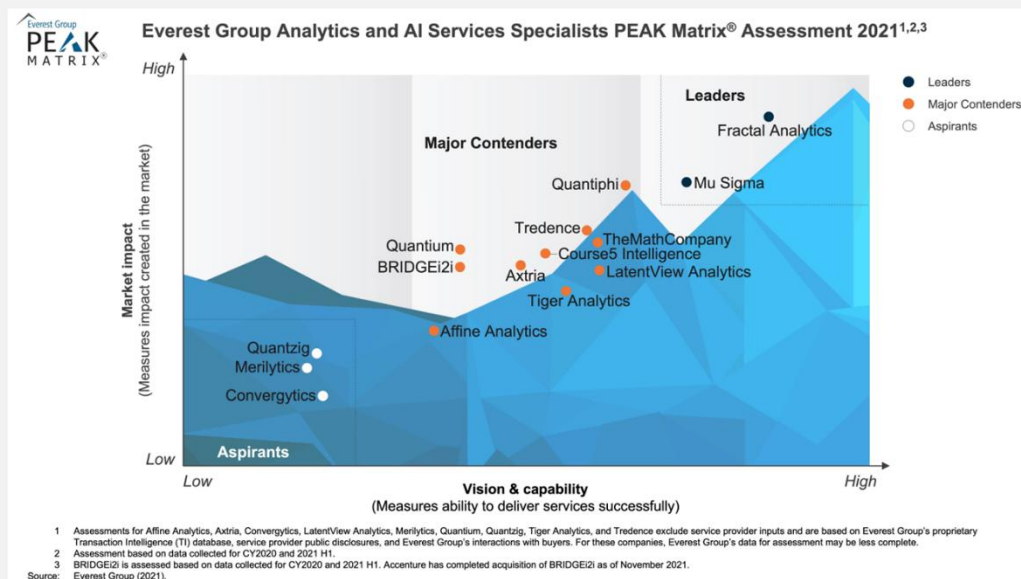 Everest Group
PEAK
MATRIX®
Everest Group Analytics and AI Services Specialists PEAK Matrix® Assessment 2021¹,²,³
High
Leaders
Major Contenders
Aspirants
Leaders
Fractal Analytics
Major Contenders
Quantiphi
Mu Sigma
Tredence
TheMathCompany
Quantium
Course5 Intelligence
BRIDGEi2i
Axtria
LatentView Analytics
Tiger Analytics
Affine Analytics
Market impact
(Measures impact created in the market)
Quantzig
Merilytics
Convergytics
Aspirants
Low
Low
High
Vision & capability
(Measures ability to deliver services successfully)
1 Assessments for Affine Analytics, Axtria, Convergytics, LatentView Analytics, Merilytics, Quantium, Quantzig, Tiger Analytics, and Tredence exclude service provider inputs and are based on Everest Group's proprietary
Transaction Intelligence (TI) database, service provider public disclosures, and Everest Group's interactions with buyers. For these companies, Everest Group's data for assessment may be less complete.
2 Assessment based on data collected for CY2020 and 2021 H1.
3 BRIDGEi2i is assessed based on data collected for CY2020 and 2021 H1. Accenture has completed acquisition of BRIDGEi2i as of November 2021.
Source: Everest Group (2021).